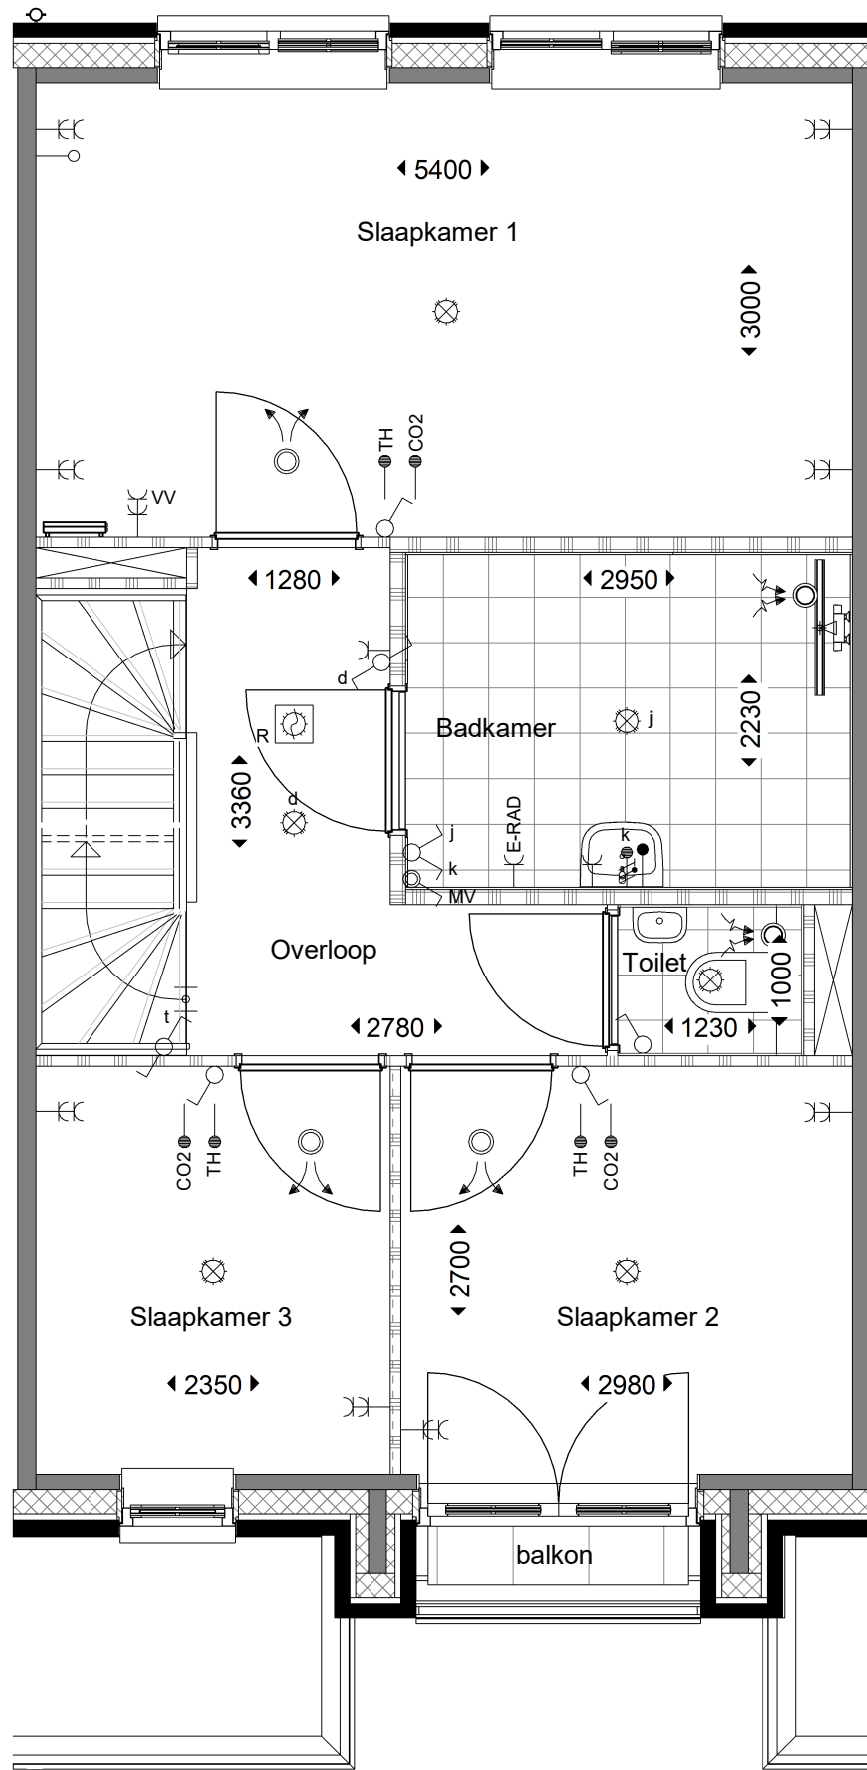 5400
Slaapkamer 1
3000
TH
CO2
VV
1280
2950
d
R
Badkamer
j
2230
3360
d
E-RAD
j
k
k
MV
Overloop
Toilet
1000
t
2780
1230
CO2
TH
TH
CO2
2700
Slaapkamer 3
Slaapkamer 2
2350
2980
balkon